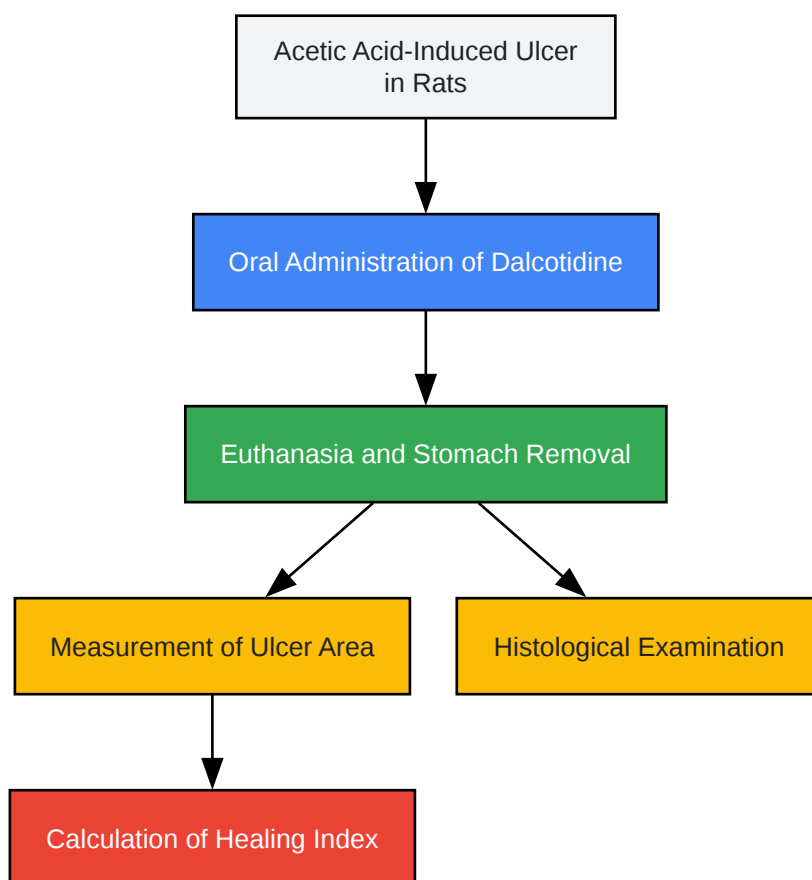 Acetic Acid-Induced Ulcer
in Rats
Oral Administration of Dalcotidine
Euthanasia and Stomach Removal
Measurement of Ulcer Area
Histological Examination
Calculation of Healing Index